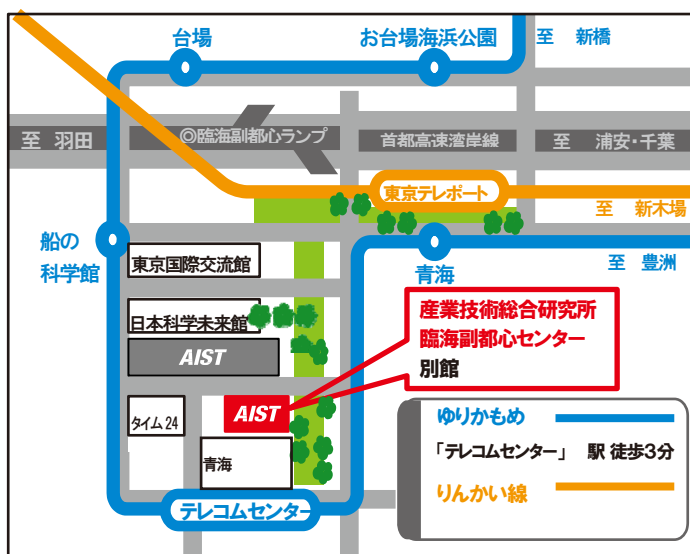 台場
お台場海浜公園
至 新橋
至 羽田
◎臨海副都心ランプ
首都高速湾岸線
至 浦安・千葉
東京テレポート
至 新木場
船の
科学館
東京国際交流館
青海
至 豊洲
日本科学未来館
AIST
産業技術総合研究所
臨海副都心センター
別館
タイム24
AIST
青海
テレコムセンター
ゆりかもめ
「テレコムセンター」 駅 徒歩3分
りんかい線